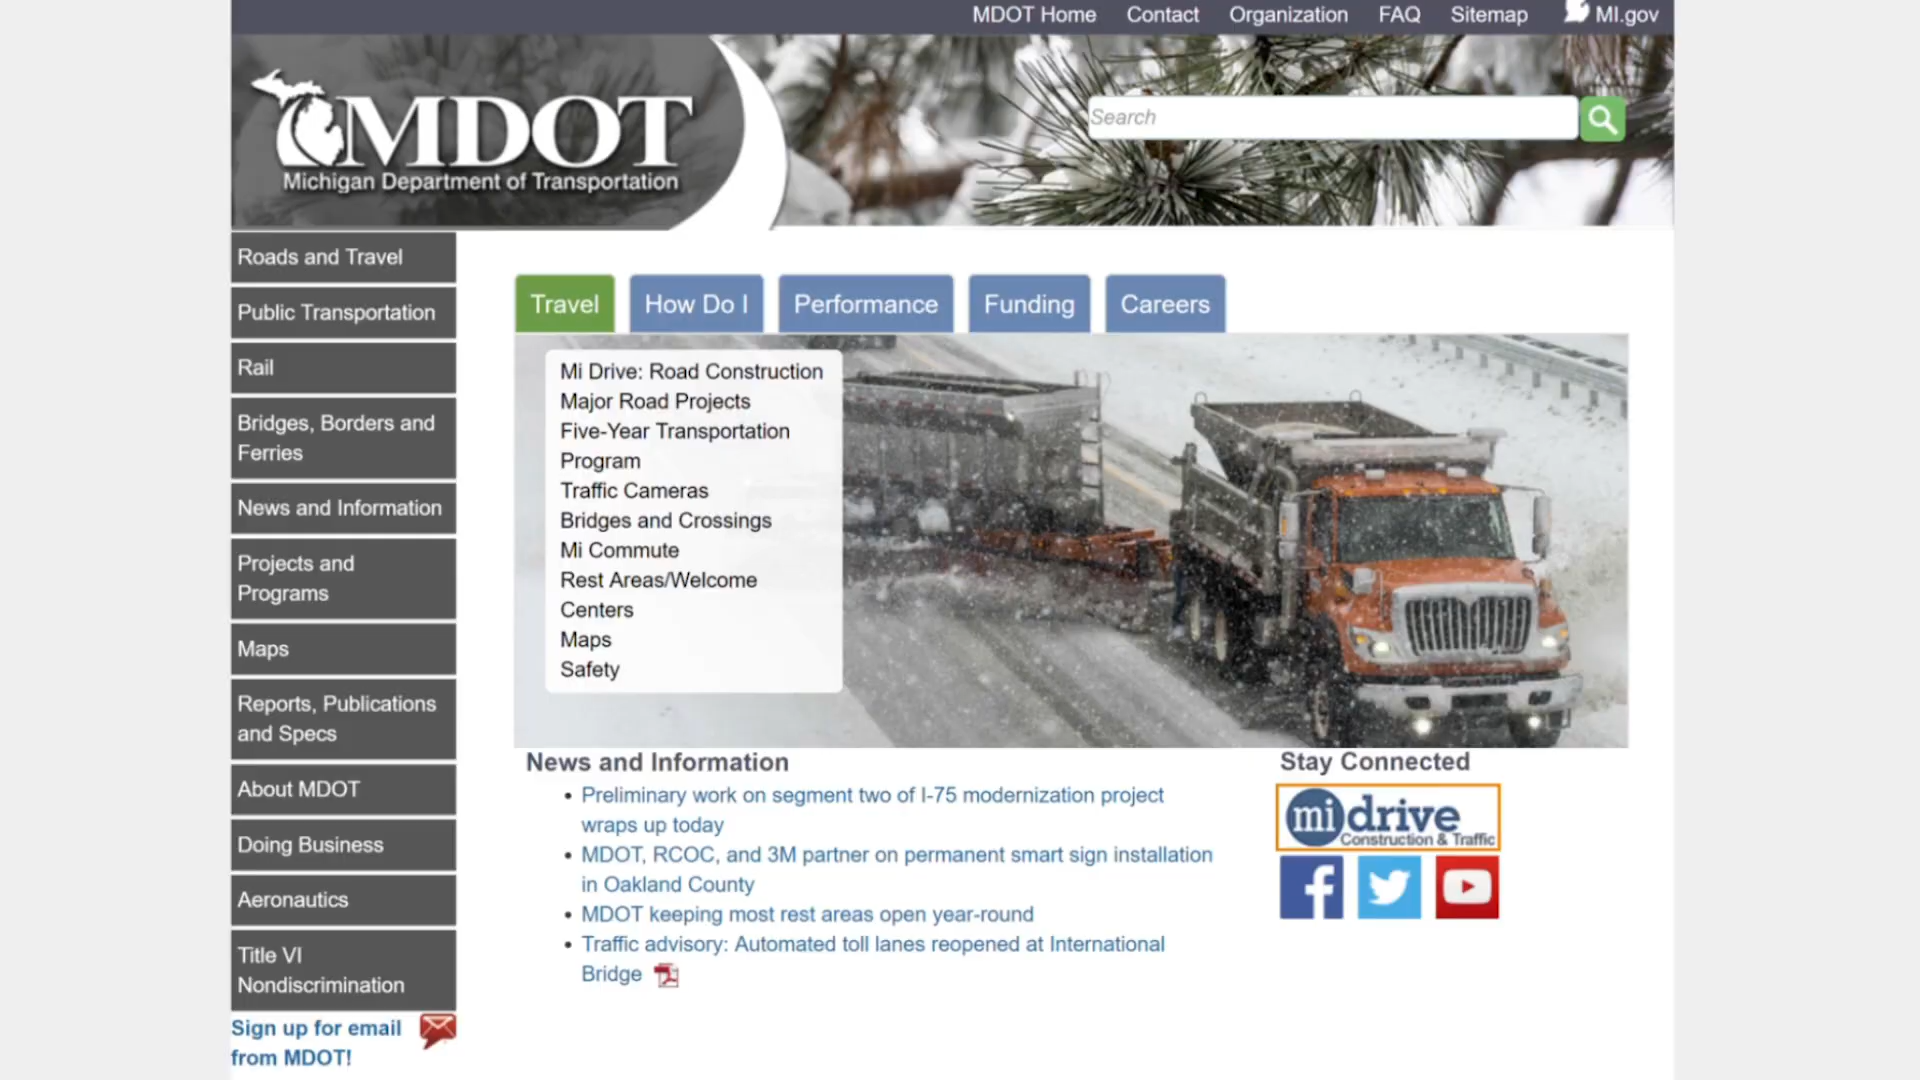 MDOT Home Contact Organization FAQ Sitemap MI.gov
MDOT
Michigan Department of Transportation
Search
Roads and Travel
Public Transportation
Rail
Bridges, Borders and
Ferries
News and Information
Projects and
Programs
Maps
Reports, Publications
and Specs
About MDOT
Doing Business
Aeronautics
Title VI
Nondiscrimination
Sign up for email
from MDOT!
Travel How Do I Performance Funding Careers
Mi Drive: Road Construction
Major Road Projects
Five-Year Transportation
Program
Traffic Cameras
Bridges and Crossings
Mi Commute
Rest Areas/Welcome
Centers
Maps
Safety
News and Information
• Preliminary work on segment two of I-75 modernization project
wraps up today
• MDOT, RCOC, and 3M partner on permanent smart sign installation
in Oakland County
• MDOT keeping most rest areas open year-round
• Traffic advisory: Automated toll lanes reopened at International
Bridge
Stay Connected
mi drive
Construction & Traffic